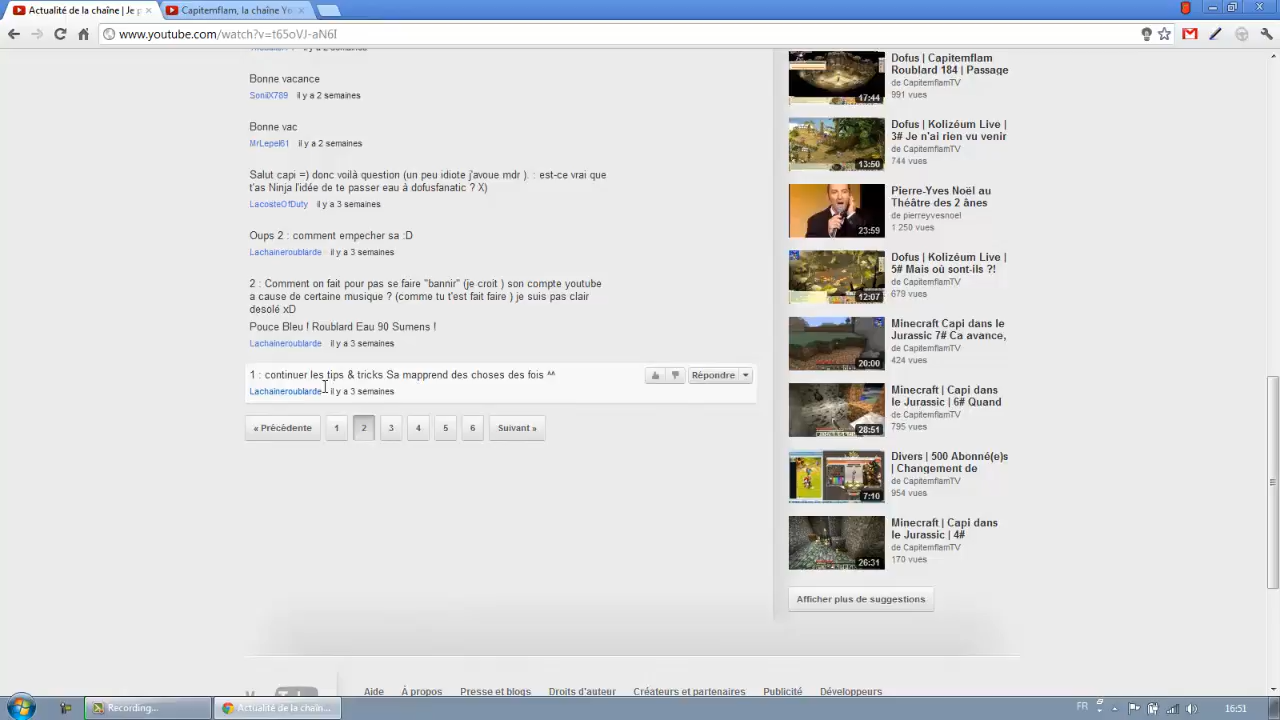 Actualité de la chaîne | Je p
Capitemflam, la chaîne Yo
www.youtube.com/watch?v=t65oVJ-aN6I
il y a 2 semaines
Bonne vacance
SoniiX789 il y a 2 semaines
Bonne vac
MrLepel61 il y a 2 semaines
Salut capi =) donc voilà question (un peu idiote j'avoue mdr ). : est-ce vrai que
t'as Ninja l'idée de te passer eau à dofusfanatic ? X)
LacosteOfDuty il y a 3 semaines
Oups 2 : comment empecher sa :D
Lachaineroublarde il y a 3 semaines
2 : Comment on fait pour pas se faire "bannir" (je croit ) son compte youtube
a cause de certaine musique ? (comme tu t'est fait faire ) je suis pas clair
desolé xD
Pouce Bleu ! Roublard Eau 90 Sumens !
Lachaineroublarde il y a 3 semaines
1 : continuer les tips & tricks Sa mapprend des choses des fois ^^
Répondre
Lachaineroublarde il y a 3 semaines
« Précédente 1 2 3 4 5 6 Suivant »
Dofus | Capitemflam
Roublard 184 | Passage
de CapitemflamTV
991 vues
17:44
Dofus | Kolizéum Live |
3# Je n'ai rien vu venir
de CapitemflamTV
744 vues
13:50
Pierre-Yves Noël au
Théâtre des 2 ânes
de pierreyvesnoel
1 250 vues
23:59
Dofus | Kolizéum Live |
5# Mais où sont-ils ?!
de CapitemflamTV
679 vues
12:07
Minecraft Capi dans le
Jurassic 7# Ca avance,
de CapitemflamTV
424 vues
20:00
Minecraft | Capi dans
le Jurassic | 6# Quand
de CapitemflamTV
795 vues
28:51
Divers | 500 Abonné(e)s
| Changement de
de CapitemflamTV
954 vues
7:10
Minecraft | Capi dans
le Jurassic | 4#
de CapitemflamTV
170 vues
26:31
Afficher plus de suggestions
Aide À propos Presse et blogs Droits d'auteur Créateurs et partenaires Publicité Développeurs
Recording...
Actualité de la chaîn...
FR
16:51